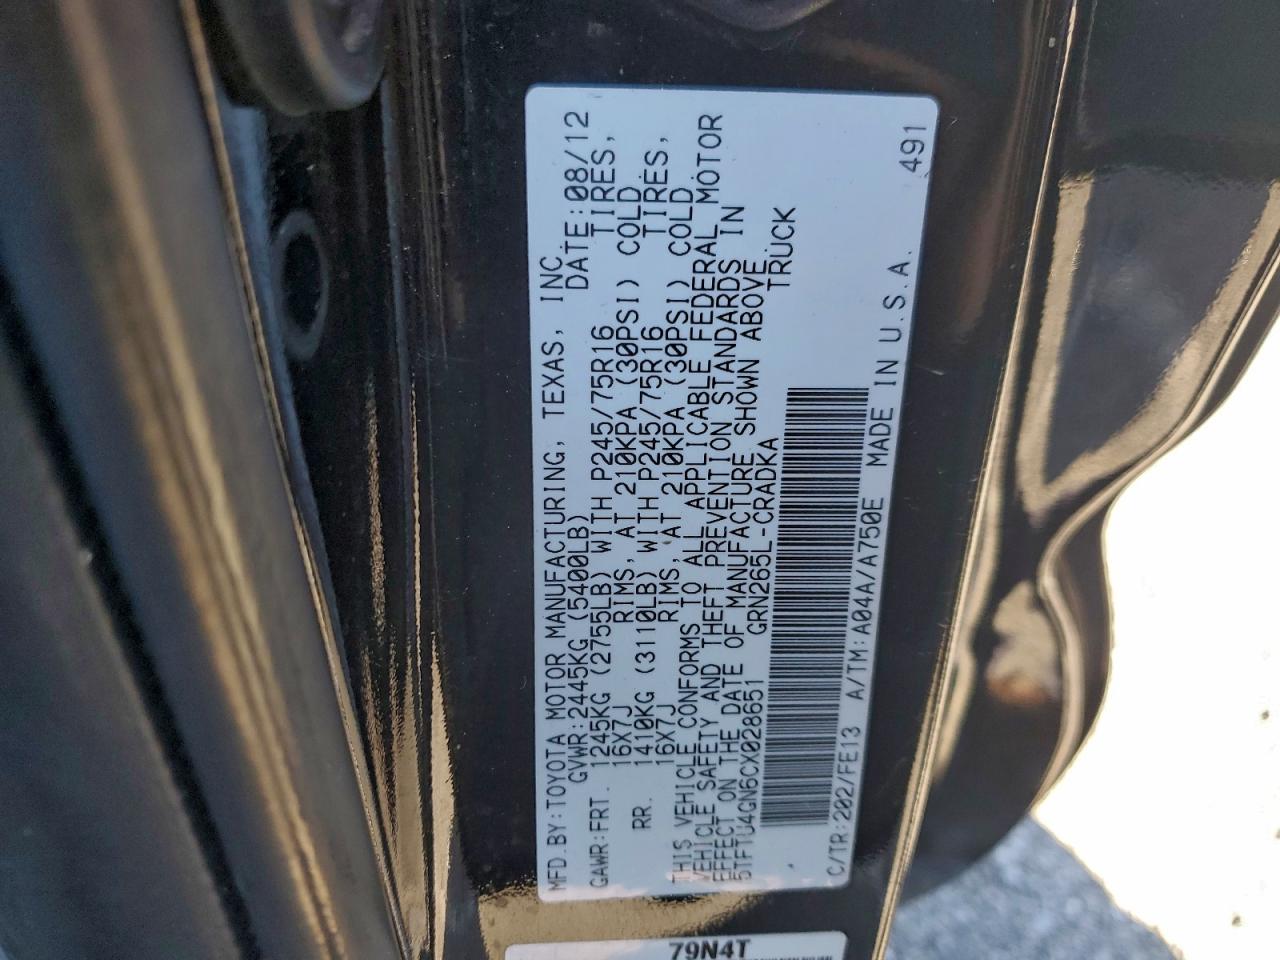 MFD. BY:TOYOTA MOTOR MANUFACTURING, TEXAS, INC.
GVWR:2445KG (5400LB) DATE:08/12
GAWR:FRT. 1245KG (2755LB) WITH P245/75R16 TIRES,
16X7J RIMS, AT 210KPA (30PSI) COLD
RR. 1410KG (3110LB) WITH P245/75R16 TIRES,
16X7J RIMS, AT 210KPA (30PSI) COLD
THIS VEHICLE CONFORMS TO ALL APPLICABLE FEDERAL MOTOR
VEHICLE SAFETY AND THEFT PREVENTION STANDARDS IN
EFFECT ON THE DATE OF MANUFACTURE SHOWN ABOVE
5TFTU4GN6CX028651 GRN265L-CRADKA TRUCK
C/TR:202/FE13 A/TM:A04A/A750E MADE IN U.S.A. 491
79N4T